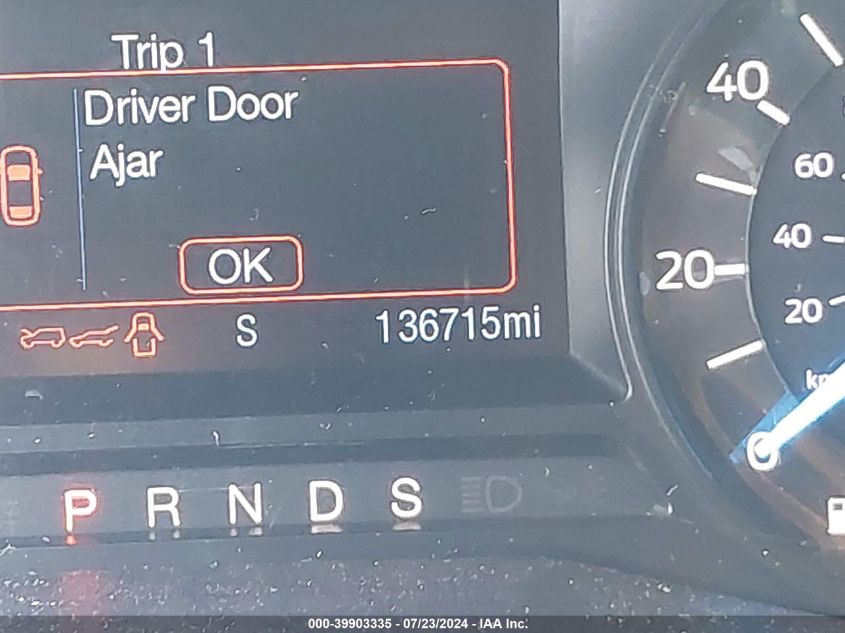 Trip 1
Driver Door
Ajar
OK
S
136715mi
40
20
0
60
40
20
P R N D S
000-39903335 - 07/23/2024 - IAA Inc.